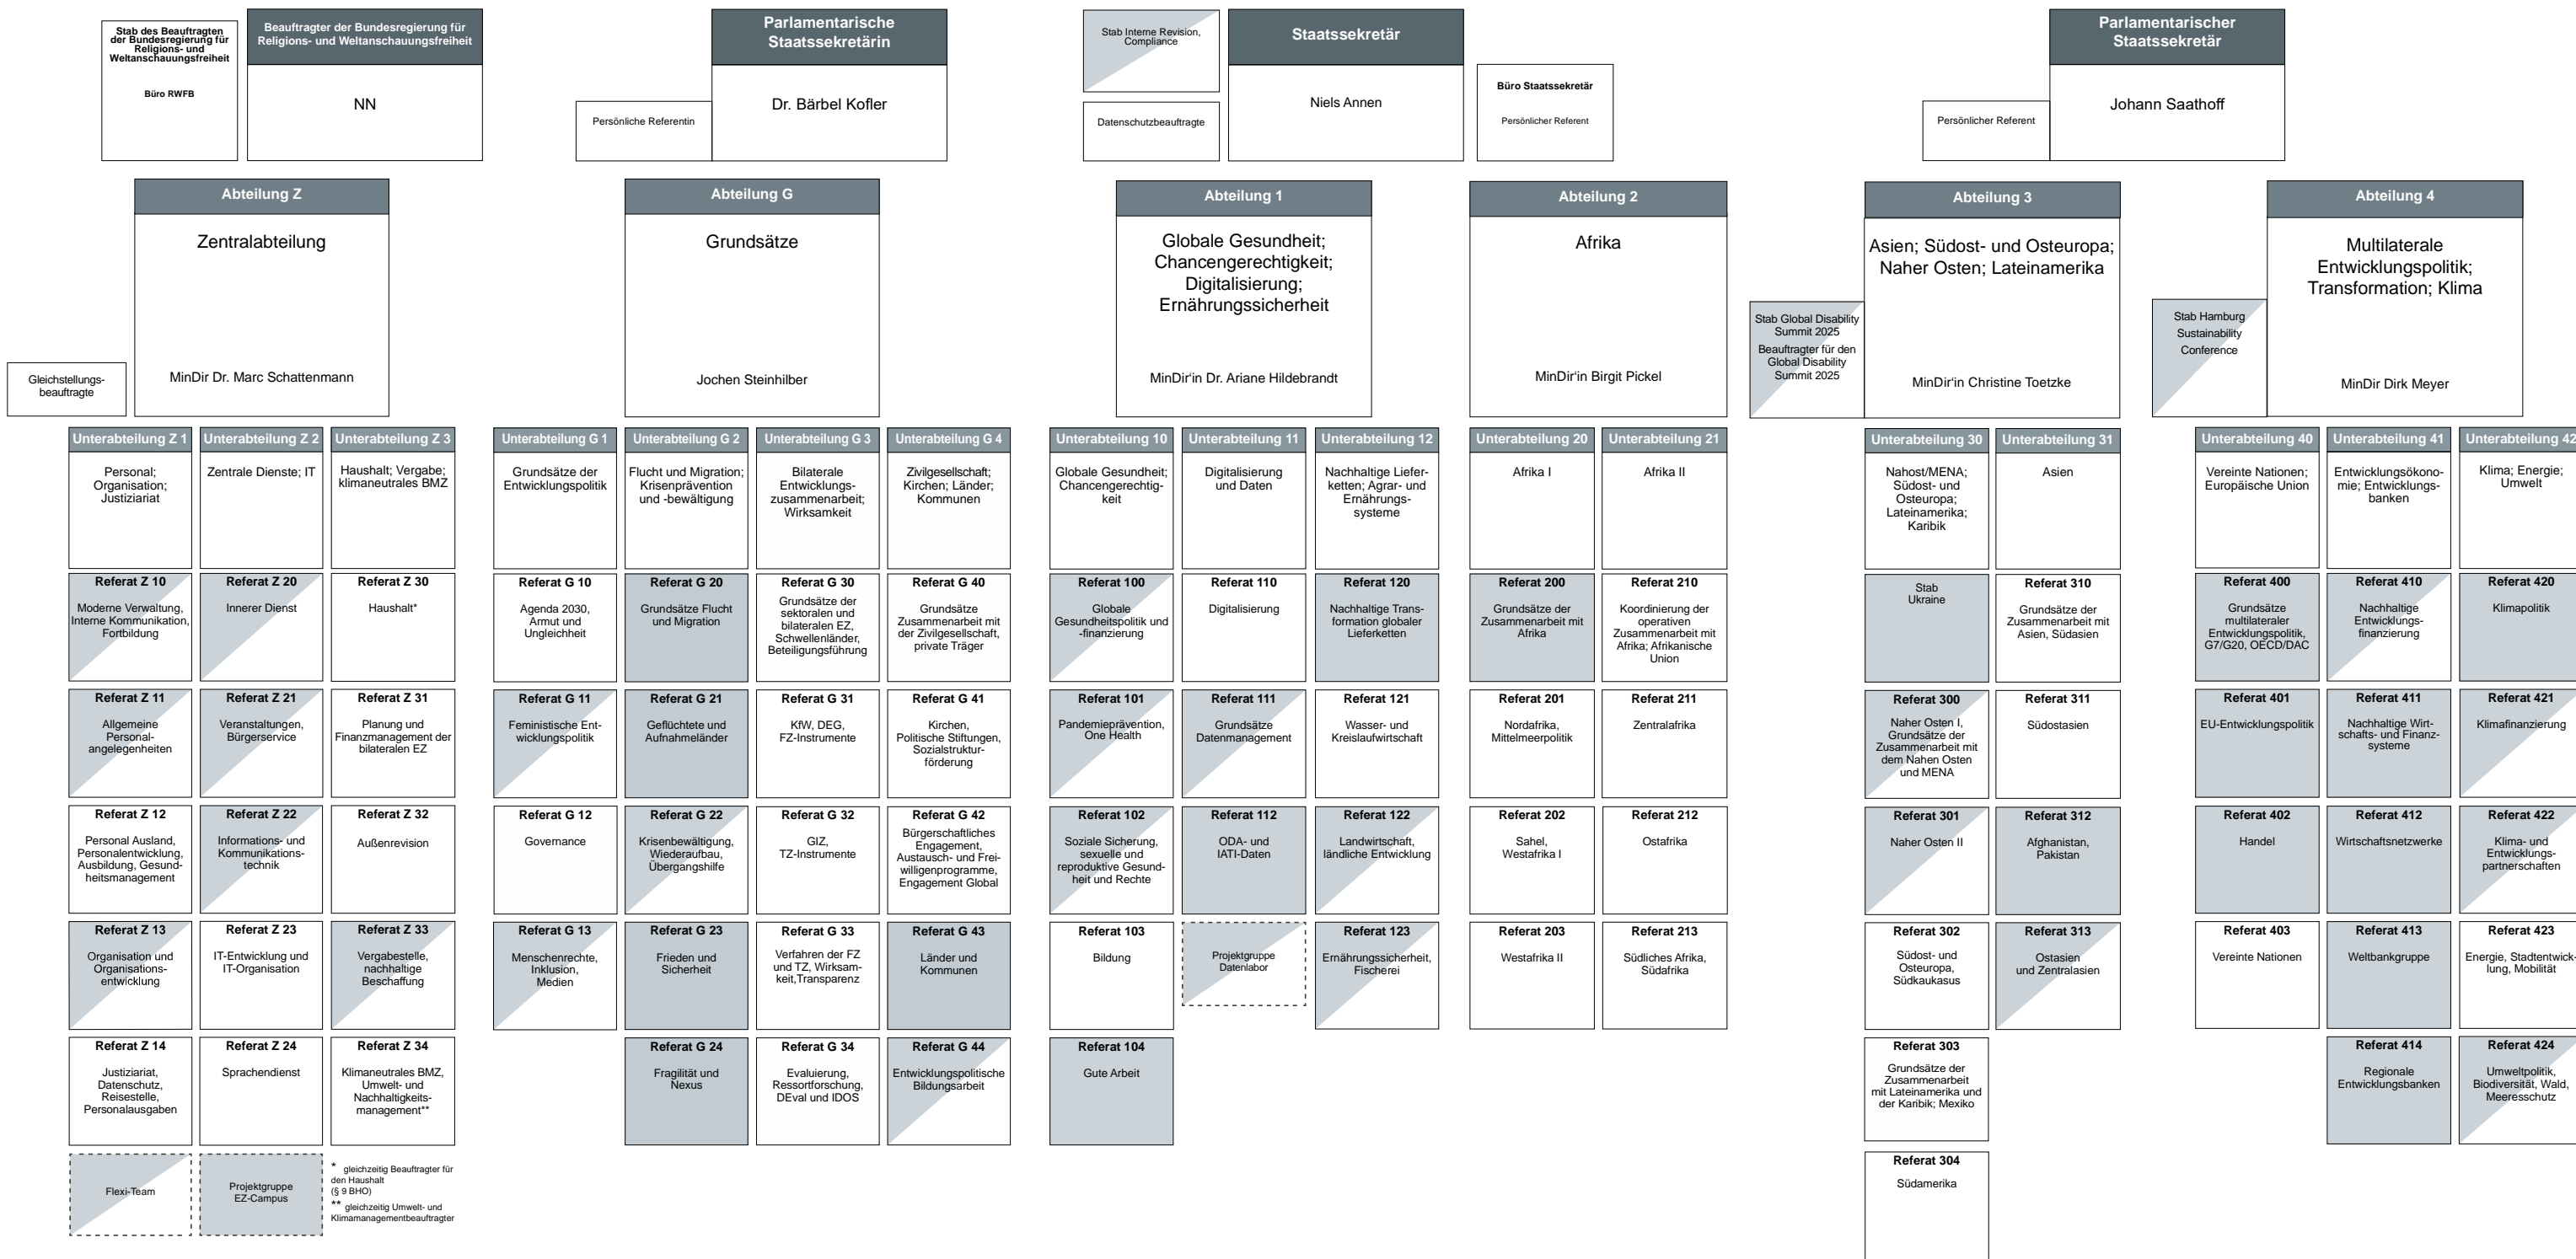 Stab des Beauftragten
der Bundesregierung für
Religions- und
Weltanschauungsfreiheit
Büro RWFB
Beauftragter der Bundesregierung für
Religions- und Weltanschauungsfreiheit
NN
Persönliche Referentin
Parlamentarische
Staatssekretärin
Dr. Bärbel Kofler
Stab Interne Revision,
Compliance
Datenschutzbeauftragte
Staatssekretär
Niels Annen
Büro Staatssekretär
Persönlicher Referent
Persönlicher Referent
Parlamentarischer
Staatssekretär
Johann Saathoff
Abteilung Z
Zentralabteilung
MinDir Dr. Marc Schattenmann
Gleichstellungs-
beauftragte
Abteilung G
Grundsätze
Jochen Steinhilber
Abteilung 1
Globale Gesundheit;
Chancengerechtigkeit;
Digitalisierung;
Ernährungssicherheit
MinDir'in Dr. Ariane Hildebrandt
Abteilung 2
Afrika
MinDir'in Birgit Pickel
Stab Global Disability
Summit 2025
Beauftragter für den
Global Disability
Summit 2025
Abteilung 3
Asien; Südost- und Osteuropa;
Naher Osten; Lateinamerika
MinDir'in Christine Toetzke
Stab Hamburg
Sustainability
Conference
Abteilung 4
Multilaterale
Entwicklungspolitik;
Transformation; Klima
MinDir Dirk Meyer
Unterabteilung Z 1
Personal;
Organisation;
Justiziariat
Referat Z 10
Moderne Verwaltung,
Interne Kommunikation,
Fortbildung
Referat Z 11
Allgemeine
Personal-
angelegenheiten
Referat Z 12
Personal Ausland,
Personalentwicklung,
Ausbildung, Gesund-
heitsmanagement
Referat Z 13
Organisation und
Organisations-
entwicklung
Referat Z 14
Justiziariat,
Datenschutz,
Reisestelle,
Personalausgaben
Flexi-Team
Unterabteilung Z 2
Zentrale Dienste; IT
Referat Z 20
Innerer Dienst
Referat Z 21
Veranstaltungen,
Bürgerservice
Referat Z 22
Informations- und
Kommunikations-
technik
Referat Z 23
IT-Entwicklung und
IT-Organisation
Referat Z 24
Sprachendienst
Projektgruppe
EZ-Campus
Unterabteilung Z 3
Haushalt; Vergabe;
klimaneutrales BMZ
Referat Z 30
Haushalt*
Referat Z 31
Planung und
Finanzmanagement der
bilateralen EZ
Referat Z 32
Außenrevision
Referat Z 33
Vergabestelle,
nachhaltige
Beschaffung
Referat Z 34
Klimaneutrales BMZ,
Umwelt- und
Nachhaltigkeits-
management**
* gleichzeitig Beauftragter für
den Haushalt
(§ 9 BHO)
** gleichzeitig Umwelt- und
Klimamanagementbeauftragter
Unterabteilung G 1
Grundsätze der
Entwicklungspolitik
Referat G 10
Agenda 2030,
Armut und
Ungleichheit
Referat G 11
Feministische Ent-
wicklungspolitik
Referat G 12
Governance
Referat G 13
Menschenrechte,
Inklusion,
Medien
Unterabteilung G 2
Flucht und Migration;
Krisenprävention
und -bewältigung
Referat G 20
Grundsätze Flucht
und Migration
Referat G 21
Geflüchtete und
Aufnahmeländer
Referat G 22
Krisenbewältigung,
Wiederaufbau,
Übergangshilfe
Referat G 23
Frieden und
Sicherheit
Referat G 24
Fragilität und
Nexus
Unterabteilung G 3
Bilaterale
Entwicklungs-
zusammenarbeit;
Wirksamkeit
Referat G 30
Grundsätze der
sektoralen und
bilateralen EZ,
Schwellenländer,
Beteiligungsführung
Referat G 31
KfW, DEG,
FZ-Instrumente
Referat G 32
GIZ,
TZ-Instrumente
Referat G 33
Verfahren der FZ
und TZ, Wirksam-
keit,Transparenz
Referat G 34
Evaluierung,
Ressortforschung,
DEval und IDOS
Unterabteilung G 4
Zivilgesellschaft;
Kirchen; Länder;
Kommunen
Referat G 40
Grundsätze
Zusammenarbeit mit
der Zivilgesellschaft,
private Träger
Referat G 41
Kirchen,
Politische Stiftungen,
Sozialstruktur-
förderung
Referat G 42
Bürgerschaftliches
Engagement,
Austausch- und Frei-
willigenprogramme,
Engagement Global
Referat G 43
Länder und
Kommunen
Referat G 44
Entwicklungspolitische
Bildungsarbeit
Unterabteilung 10
Globale Gesundheit;
Chancengerechtig-
keit
Referat 100
Globale
Gesundheitspolitik und
-finanzierung
Referat 101
Pandemieprävention,
One Health
Referat 102
Soziale Sicherung,
sexuelle und
reproduktive Gesund-
heit und Rechte
Referat 103
Bildung
Referat 104
Gute Arbeit
Unterabteilung 11
Digitalisierung
und Daten
Referat 110
Digitalisierung
Referat 111
Grundsätze
Datenmanagement
Referat 112
ODA- und
IATI-Daten
Projektgruppe
Datenlabor
Unterabteilung 12
Nachhaltige Liefer-
ketten; Agrar- und
Ernährungs-
systeme
Referat 120
Nachhaltige Trans-
formation globaler
Lieferketten
Referat 121
Wasser- und
Kreislaufwirtschaft
Referat 122
Landwirtschaft,
ländliche Entwicklung
Referat 123
Ernährungssicherheit,
Fischerei
Unterabteilung 20
Afrika I
Referat 200
Grundsätze der
Zusammenarbeit mit
Afrika
Referat 201
Nordafrika,
Mittelmeerpolitik
Referat 202
Sahel,
Westafrika I
Referat 203
Westafrika II
Unterabteilung 21
Afrika II
Referat 210
Koordinierung der
operativen
Zusammenarbeit mit
Afrika; Afrikanische
Union
Referat 211
Zentralafrika
Referat 212
Ostafrika
Referat 213
Südliches Afrika,
Südafrika
Unterabteilung 30
Nahost/MENA;
Südost- und
Osteuropa;
Lateinamerika;
Karibik
Stab
Ukraine
Referat 300
Naher Osten I,
Grundsätze der
Zusammenarbeit mit
dem Nahen Osten
und MENA
Referat 301
Naher Osten II
Referat 302
Südost- und
Osteuropa,
Südkaukasus
Referat 303
Grundsätze der
Zusammenarbeit
mit Lateinamerika und
der Karibik; Mexiko
Referat 304
Südamerika
Unterabteilung 31
Asien
Referat 310
Grundsätze der
Zusammenarbeit mit
Asien, Südasien
Referat 311
Südostasien
Referat 312
Afghanistan,
Pakistan
Referat 313
Ostasien
und Zentralasien
Unterabteilung 40
Vereinte Nationen;
Europäische Union
Referat 400
Grundsätze
multilateraler
Entwicklungspolitik,
G7/G20, OECD/DAC
Referat 401
EU-Entwicklungspolitik
Referat 402
Handel
Referat 403
Vereinte Nationen
Unterabteilung 41
Entwicklungsökono-
mie; Entwicklungs-
banken
Referat 410
Nachhaltige
Entwicklungs-
finanzierung
Referat 411
Nachhaltige Wirt-
schafts- und Finanz-
systeme
Referat 412
Wirtschaftsnetzwerke
Referat 413
Weltbankgruppe
Referat 414
Regionale
Entwicklungsbanken
Unterabteilung 42
Klima; Energie;
Umwelt
Referat 420
Klimapolitik
Referat 421
Klimafinanzierung
Referat 422
Klima- und
Entwicklungs-
partnerschaften
Referat 423
Energie, Stadtentwick-
lung, Mobilität
Referat 424
Umweltpolitik,
Biodiversität, Wald,
Meeresschutz